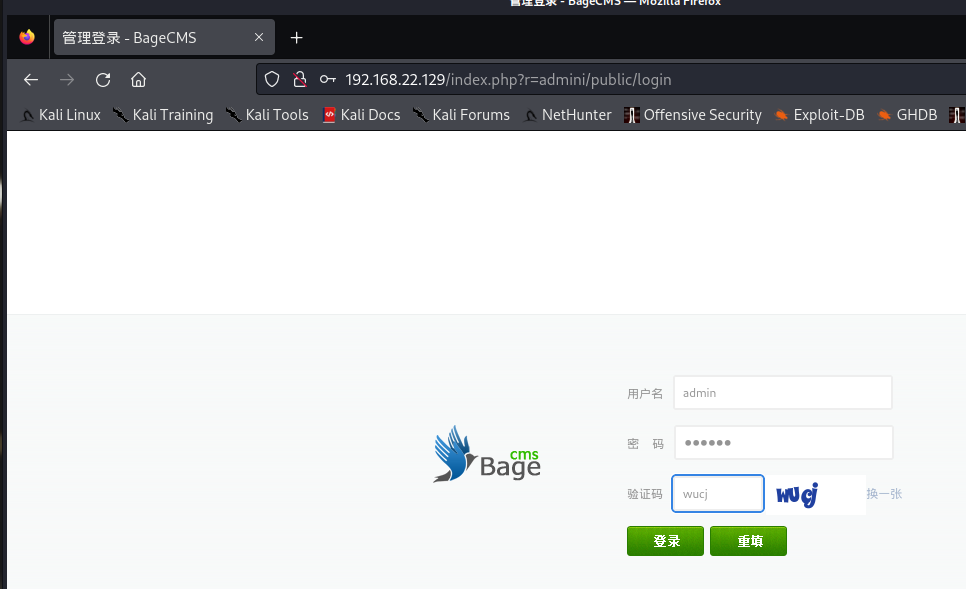 管理登录 - BageCMS — Mozilla Firefox
管理登录 - BageCMS
192.168.22.129/index.php?r=admini/public/login
Kali Linux Kali Training Kali Tools Kali Docs Kali Forums NetHunter Offensive Security Exploit-DB GHDB
用户名 admin
密 码 ●●●●●●
cms
Bage
验证码 wucj wucj 换一张
登录 重填